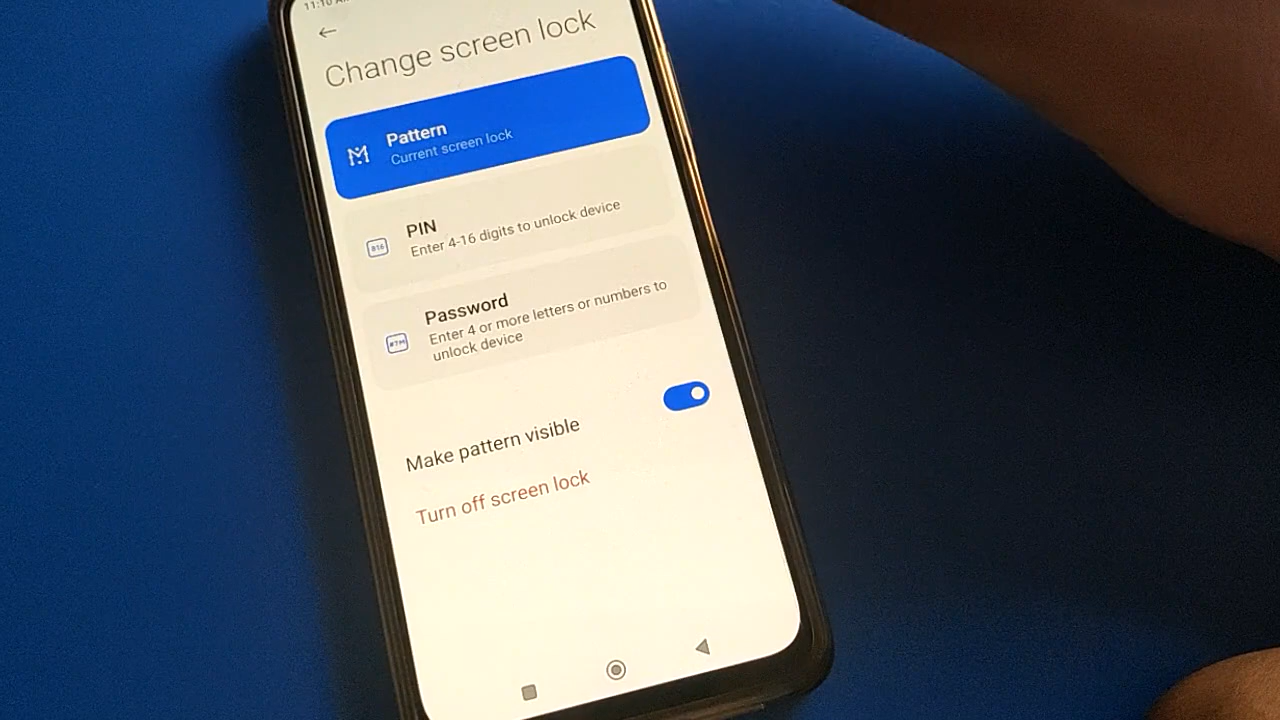 Change screen lock
Pattern
Current screen lock
PIN
Enter 4-16 digits to unlock device
Password
Enter 4 or more letters or numbers to
unlock device
Make pattern visible
Turn off screen lock